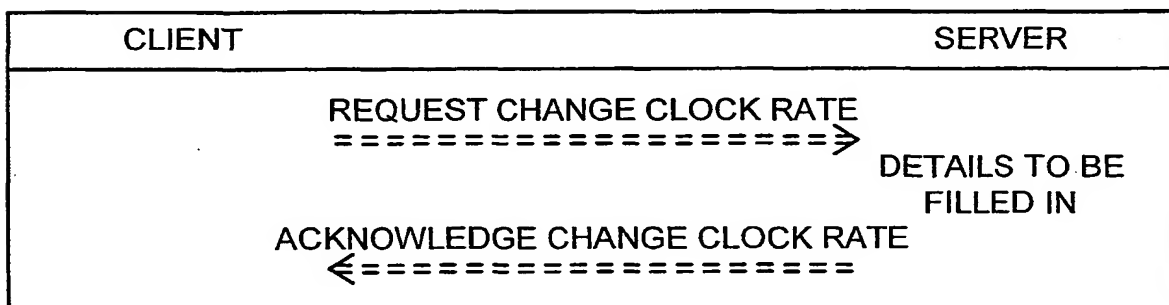 CLIENT SERVER
REQUEST CHANGE CLOCK RATE
===================>
DETAILS TO BE
FILLED IN
ACKNOWLEDGE CHANGE CLOCK RATE
<====================